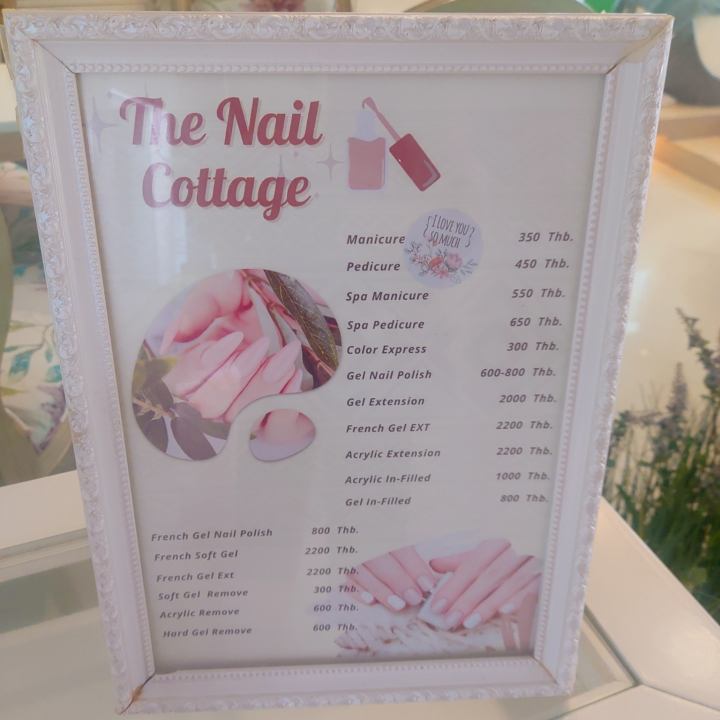 The Nail
Cottage
{I LOVE YOU
SO MUCH}
Manicure 350 Thb.
Pedicure 450 Thb.
Spa Manicure 550 Thb.
Spa Pedicure 650 Thb.
Color Express 300 Thb.
Gel Nail Polish 600-800 Thb.
Gel Extension 2000 Thb.
French Gel EXT 2200 Thb.
Acrylic Extension 2200 Thb.
Acrylic In-Filled 1000 Thb.
Gel In-Filled 800 Thb.
French Gel Nail Polish 800 Thb.
French Soft Gel 2200 Thb.
French Gel Ext 2200 Thb.
Soft Gel Remove 300 Thb.
Acrylic Remove 600 Thb.
Hard Gel Remove 600 Thb.